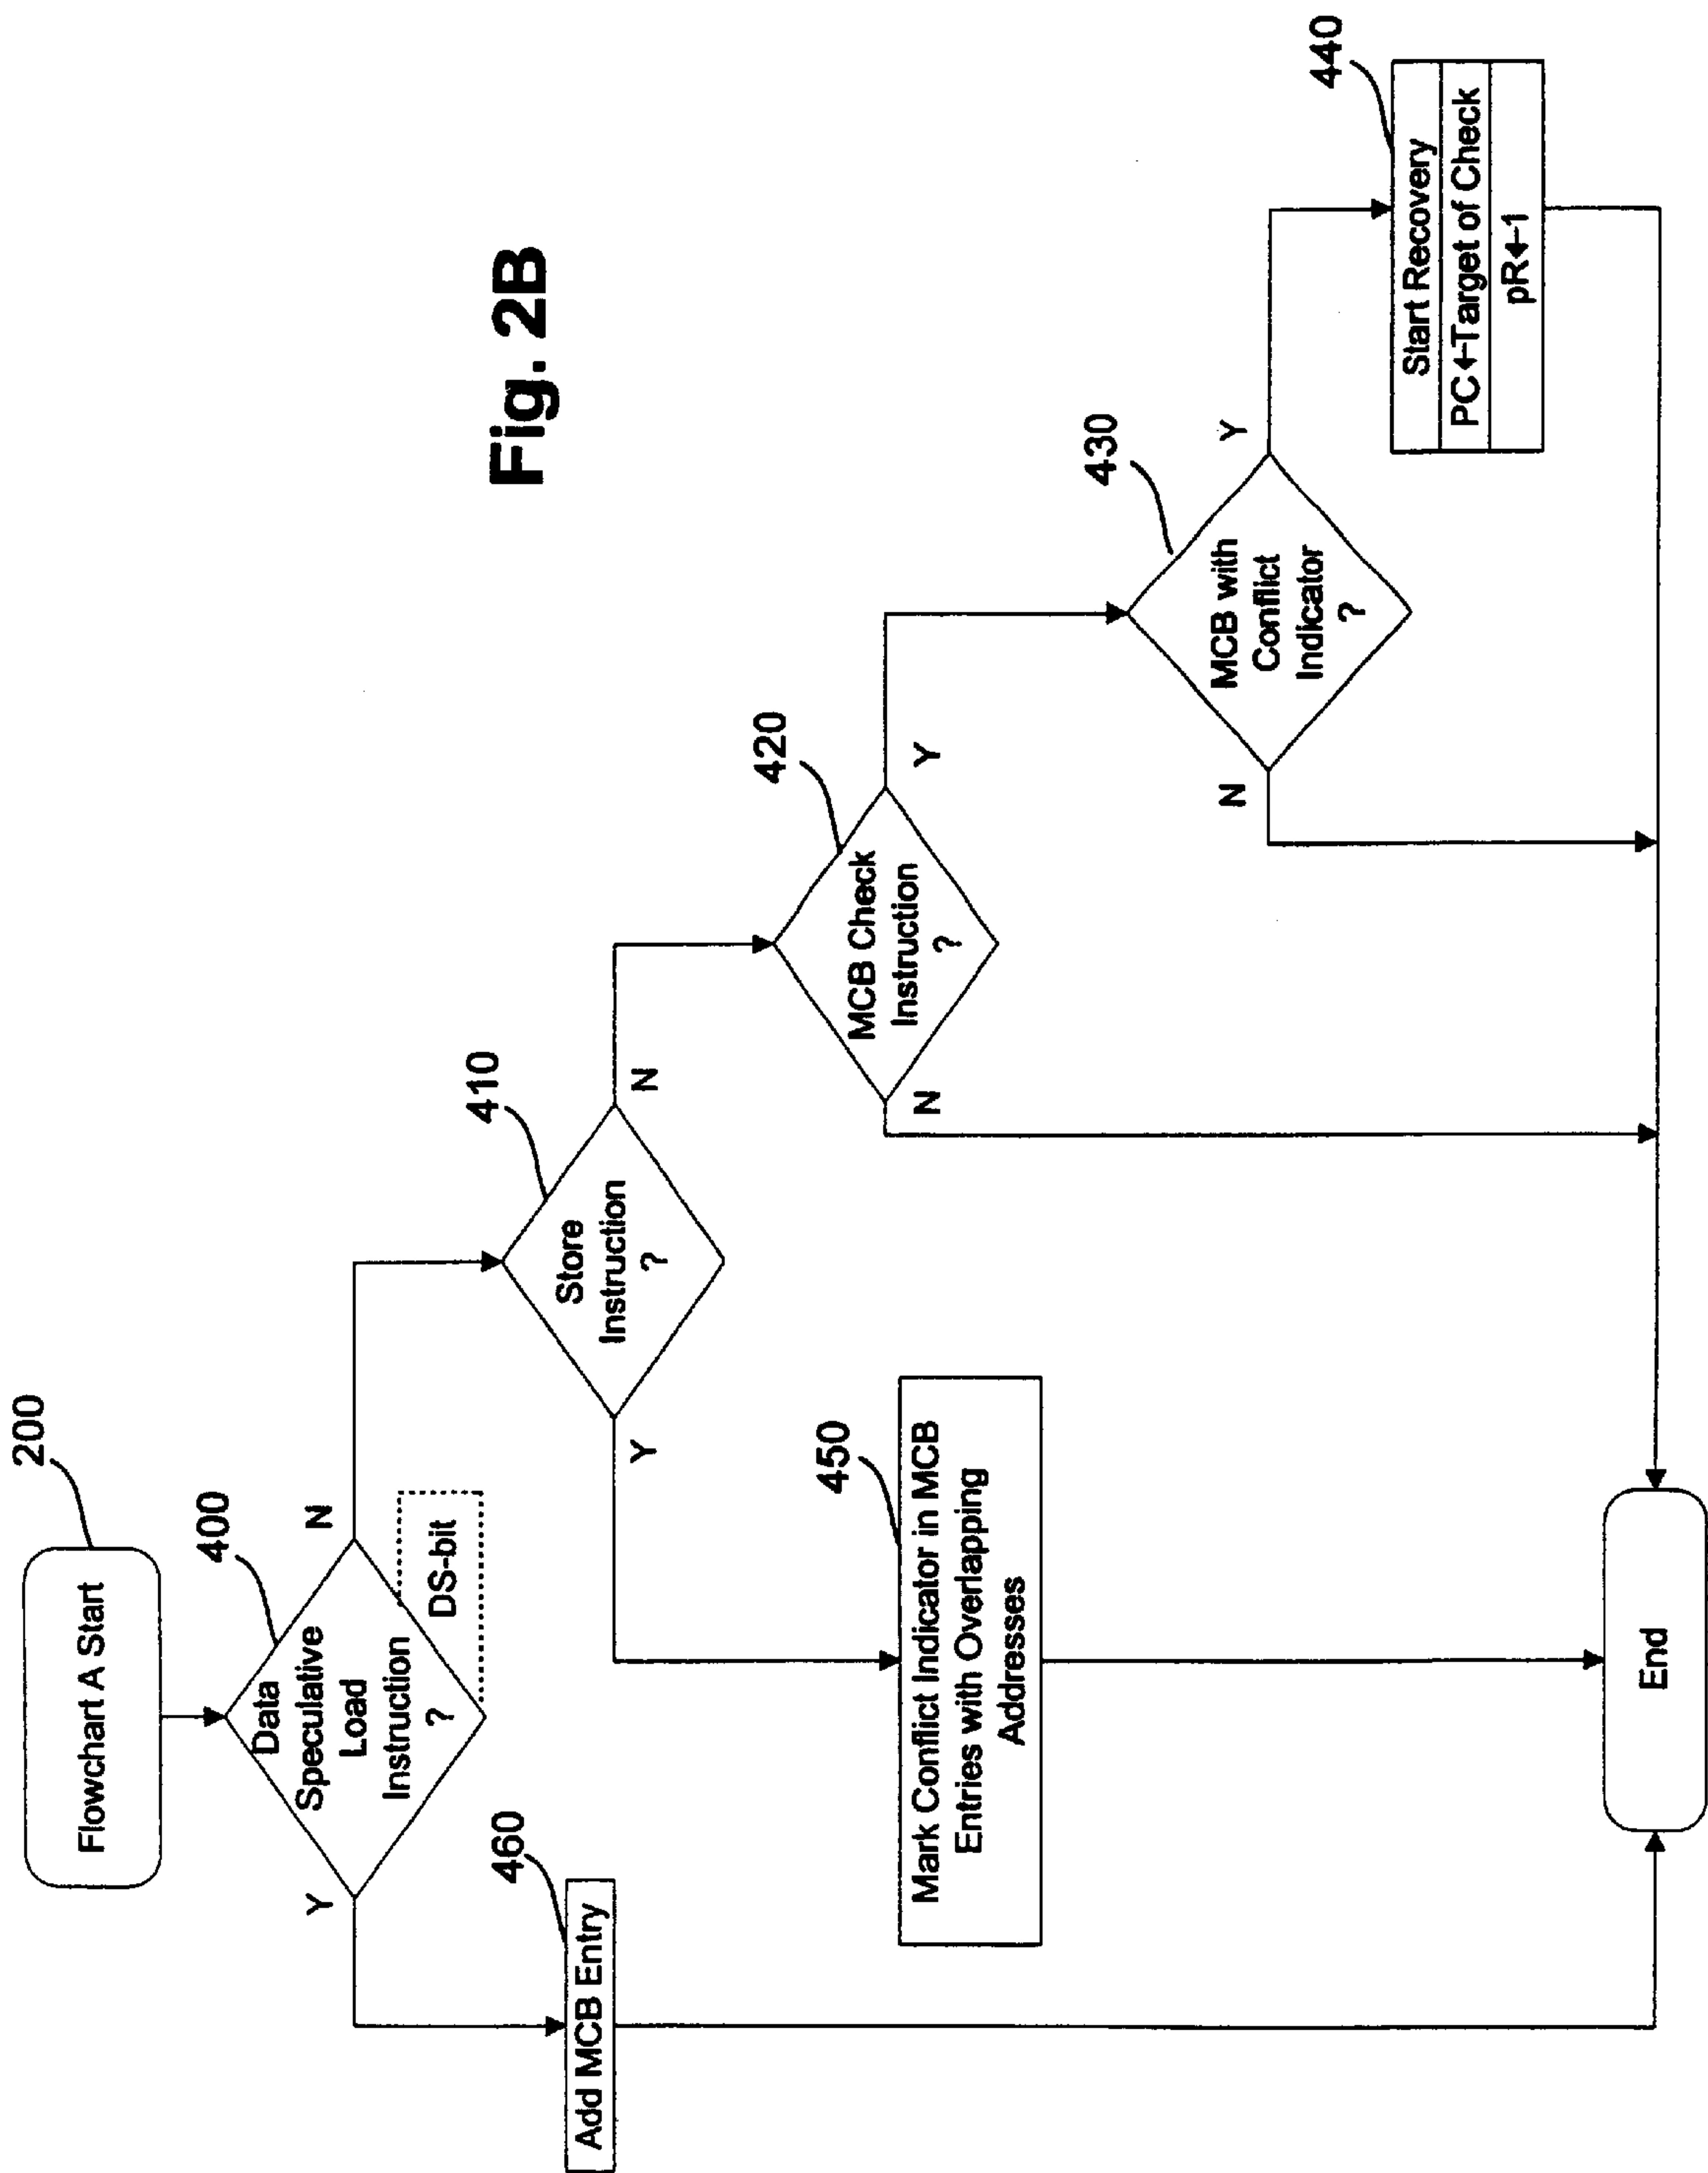 200
Flowchart A Start
400
Data
Speculative
Load
Instruction
?
DS-bit
Y
N
460
Add MCB Entry
410
Store
Instruction
?
Y
N
Fig. 2B
450
Mark Conflict Indicator in MCB
Entries with Overlapping
Addresses
420
MCB Check
Instruction
?
N
Y
430
MCB with
Conflict
Indicator
?
N
Y
440
Start Recovery
PC←Target of Check
pR←1
End